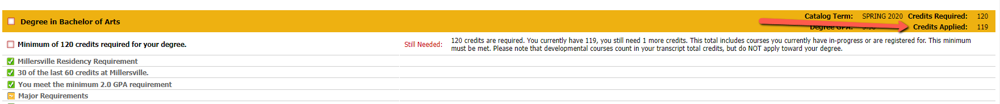 Degree in Bachelor of Arts
Catalog Term: SPRING 2020 Credits Required: 120
Degree GPA: Credits Applied: 119
Minimum of 120 credits required for your degree.
Still Needed:
120 credits are required. You currently have 119, you still need 1 more credits. This total includes courses you currently have in-progress or are registered for. This minimum
must be met. Please note that developmental courses count in your transcript total credits, but do NOT apply toward your degree.
Millersville Residency Requirement
30 of the last 60 credits at Millersville.
You meet the minimum 2.0 GPA requirement
Major Requirements